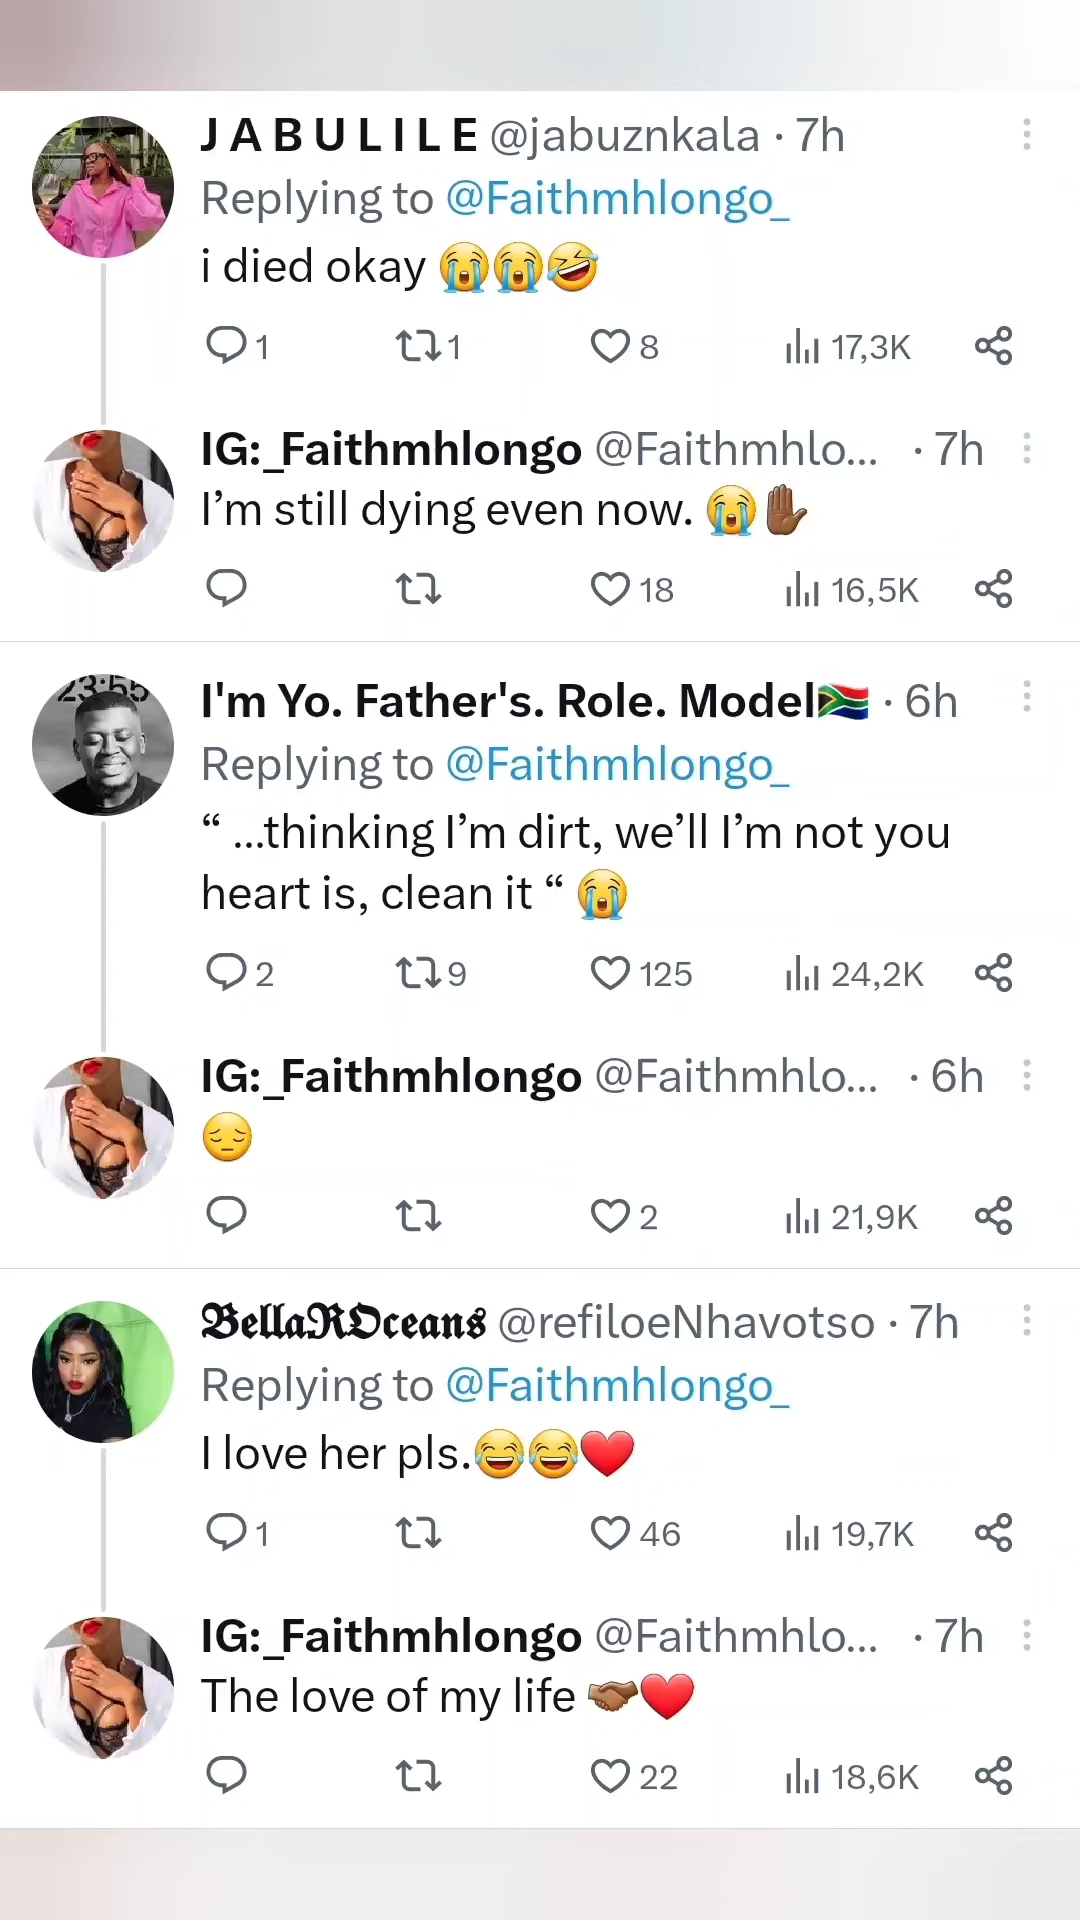 J A B U L I L E @jabuznkala · 7h
Replying to @Faithmhlongo_
i died okay 😭😭🤣
1 1 8 17,3K
IG:_Faithmhlongo @Faithmhlo... · 7h
I’m still dying even now. 😭✋🏾
18 16,5K
23:55
I'm Yo. Father's. Role. Model🇿🇦 · 6h
Replying to @Faithmhlongo_
“ ...thinking I’m dirt, we’ll I’m not you
heart is, clean it “ 😭
2 9 125 24,2K
IG:_Faithmhlongo @Faithmhlo... · 6h
😔
2 21,9K
𝕭𝖊𝖑𝖑𝖆𝕽𝕺𝖈𝖊𝖆𝖓𝖘 @refiloeNhavotso · 7h
Replying to @Faithmhlongo_
I love her pls.😂😂❤️
1 46 19,7K
IG:_Faithmhlongo @Faithmhlo... · 7h
The love of my life 🤝🏾❤️
22 18,6K